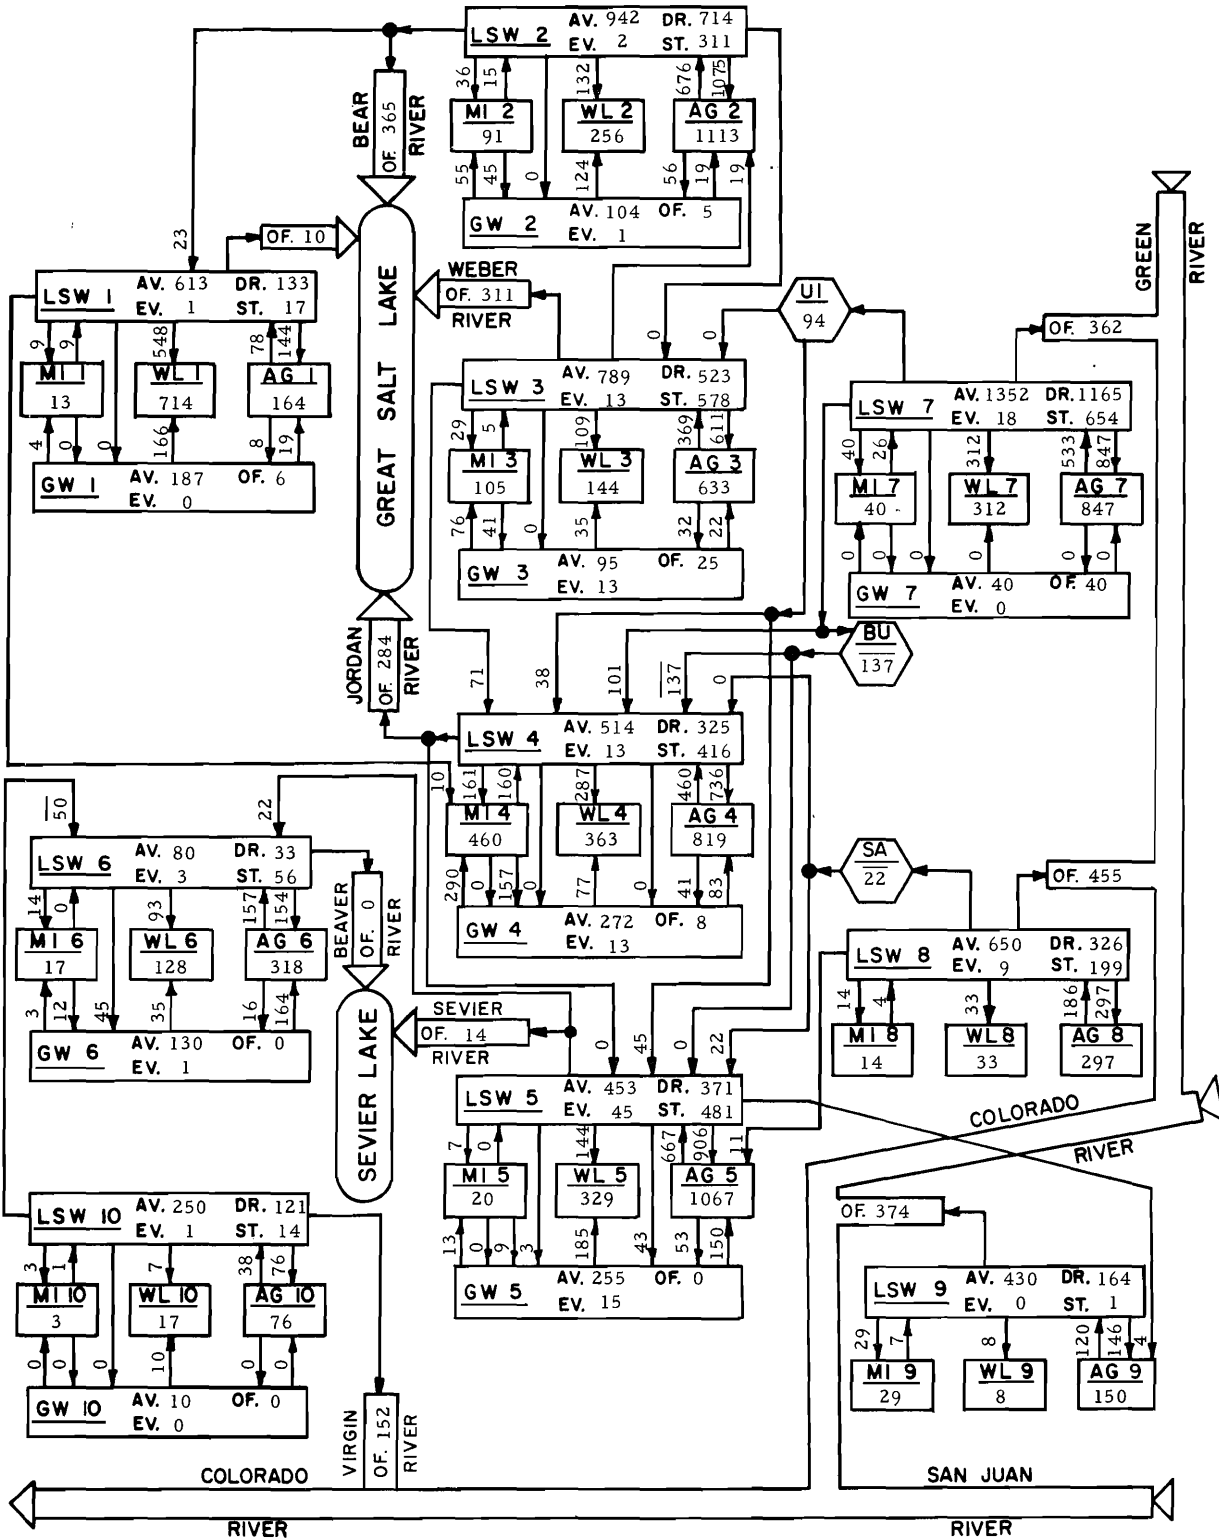 LSW 2 AV. 942 DR. 714
EV. 2 ST. 311
36 15 132 676 1075
MI 2 WL 2 AG 2
91 256 1113
55 45 0 124 56 19 19
GW 2 AV. 104 OF. 5
EV. 1
BEAR
OF. 365
RIVER
23
OF. 10
LSW 1 AV. 613 DR. 133
EV. 1 ST. 17
9 9 548 78 144
MI 1 WL 1 AG 1
13 714 164
4 0 0 166 8 19
GW 1 AV. 187 OF. 6
EV. 0
GREAT SALT LAKE
WEBER
OF. 311
RIVER
UI
94
0 0
LSW 3 AV. 789 DR. 523
EV. 13 ST. 578
29 5 109 369 611
MI 3 WL 3 AG 3
105 144 633
76 41 0 35 32 22
GW 3 AV. 95 OF. 25
EV. 13
GREEN
RIVER
OF. 362
LSW 7 AV. 1352 DR. 1165
EV. 18 ST. 654
40 26 312 533 847
MI 7 WL 7 AG 7
40 312 847
0 0 0 0 0 0
GW 7 AV. 40 OF. 40
EV. 0
BU
137
JORDAN
OF. 284
RIVER
71 38 101 137 0
LSW 4 AV. 514 DR. 325
EV. 13 ST. 416
10 161 160 287 460 736
MI 4 WL 4 AG 4
460 363 819
290 0 157 0 77 0 41 83
GW 4 AV. 272 OF. 8
EV. 13
50 22
LSW 6 AV. 80 DR. 33
EV. 3 ST. 56
14 0 93 157 154
MI 6 WL 6 AG 6
17 128 318
3 12 45 35 16 164
GW 6 AV. 130 OF. 0
EV. 1
BEAVER
OF. 0
RIVER
SEVIER LAKE
SEVIER
OF. 14
RIVER
SA
22
OF. 455
LSW 8 AV. 650 DR. 326
EV. 9 ST. 199
14 4 33 186 297
MI 8 WL 8 AG 8
14 33 297
0 45 0 22
LSW 5 AV. 453 DR. 371
EV. 45 ST. 481
7 0 144 667 906 11
MI 5 WL 5 AG 5
20 329 1067
13 0 9 3 185 43 53 150
GW 5 AV. 255 OF. 0
EV. 15
COLORADO
RIVER
OF. 374
LSW 9 AV. 430 DR. 164
EV. 0 ST. 1
29 7 8 120 146 4
MI 9 WL 9 AG 9
29 8 150
LSW 10 AV. 250 DR. 121
EV. 1 ST. 14
3 1 7 38 76
MI 10 WL 10 AG 10
3 17 76
0 0 0 10 0 0
GW 10 AV. 10 OF. 0
EV. 0
VIRGIN
OF. 152
RIVER
COLORADO
RIVER
SAN JUAN
RIVER